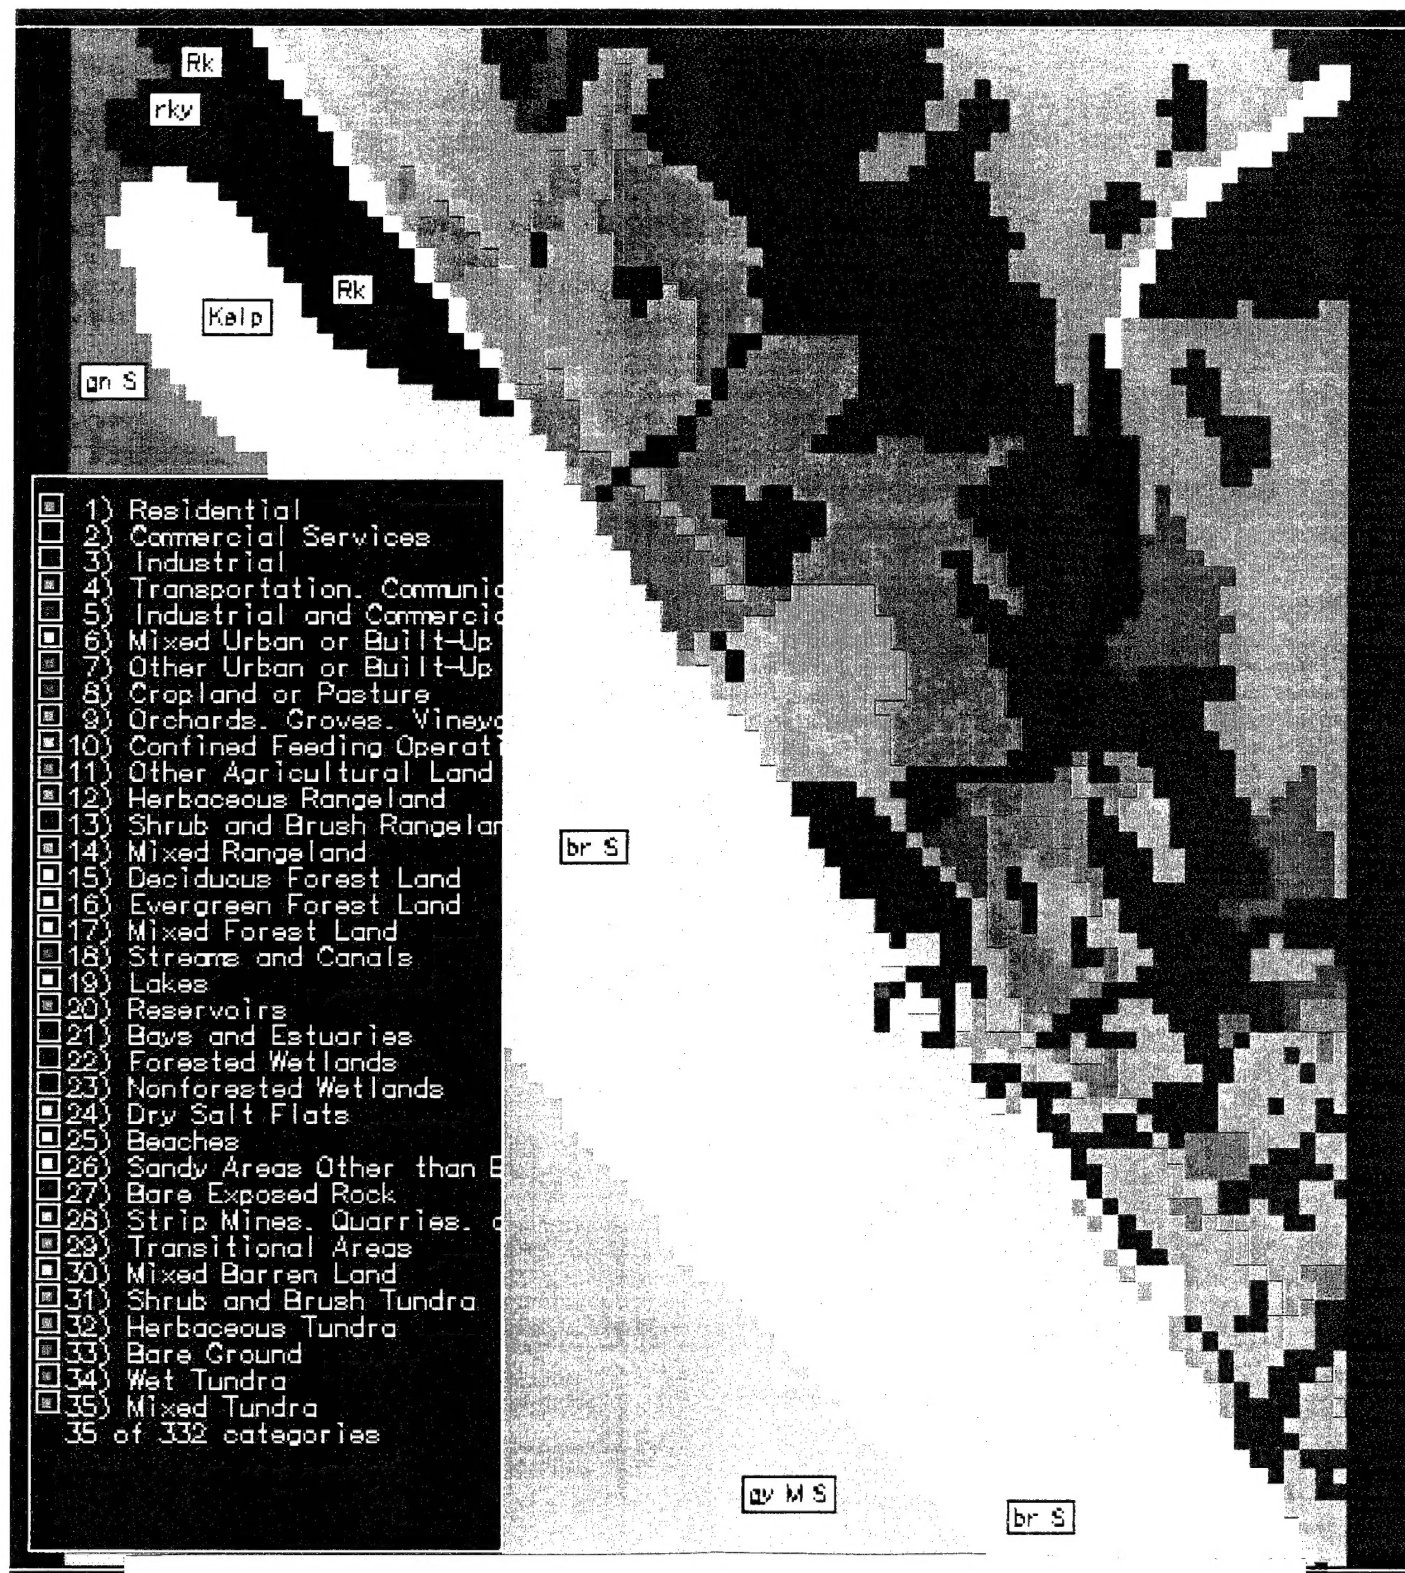 Rk
rky
Rk
Kelp
gn S
1) Residential
2) Commercial Services
3) Industrial
4) Transportation. Communic
5) Industrial and Commercia
6) Mixed Urban or Built-Up
7) Other Urban or Built-Up
8) Cropland or Pasture
9) Orchards. Groves. Vineya
10) Confined Feeding Operati
11) Other Agricultural Land
12) Herbaceous Rangeland
13) Shrub and Brush Rangelan
14) Mixed Rangeland
15) Deciduous Forest Land
16) Evergreen Forest Land
17) Mixed Forest Land
18) Streams and Canals
19) Lakes
20) Reservoirs
21) Bays and Estuaries
22) Forested Wetlands
23) Nonforested Wetlands
24) Dry Salt Flats
25) Beaches
26) Sandy Areas Other than B
27) Bare Exposed Rock
28) Strip Mines. Quarries. a
29) Transitional Areas
30) Mixed Barren Land
31) Shrub and Brush Tundra
32) Herbaceous Tundra
33) Bare Ground
34) Wet Tundra
35) Mixed Tundra
35 of 332 categories
br S
gy M S
br S